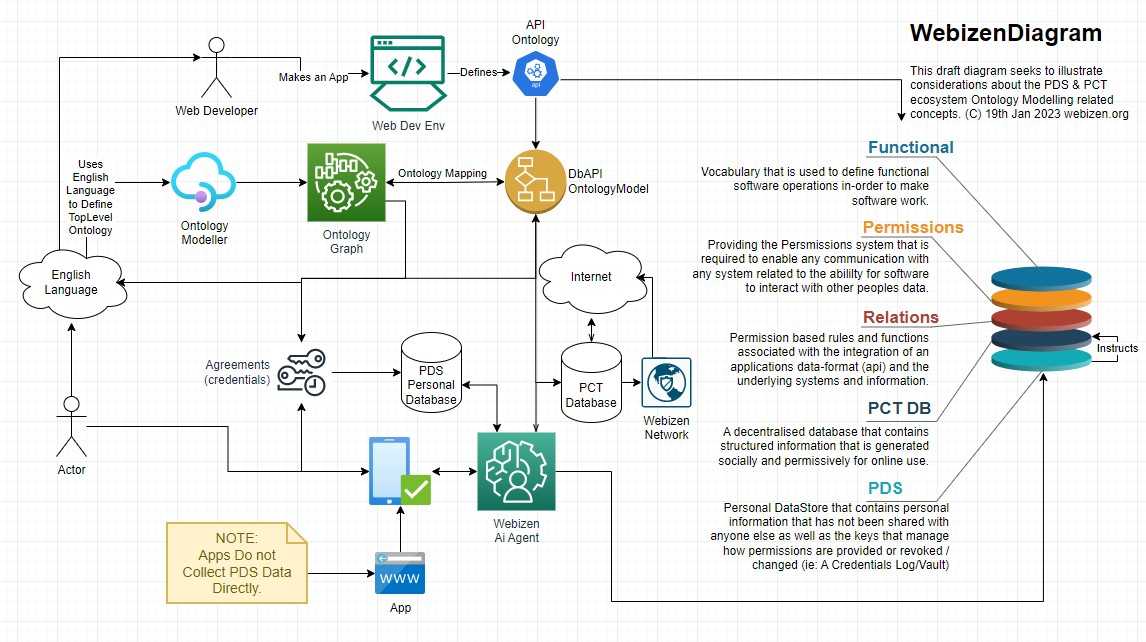 WebizenDiagram
This draft diagram seeks to illustrate
considerations about the PDS & PCT
ecosystem Ontology Modelling related
concepts. (C) 19th Jan 2023 webizen.org
API
Ontology
api
Makes an App
Defines
Web Developer
Web Dev Env
Uses
English
Language
to Define
TopLevel
Ontology
Ontology
Modeller
Ontology
Graph
Ontology Mapping
DbAPI
OntologyModel
English
Language
Internet
Agreements
(credentials)
PDS
Personal
Database
PCT
Database
Webizen
Network
Actor
Webizen
Ai Agent
NOTE:
Apps Do not
Collect PDS Data
Directly.
WWW
App
Functional
Vocabulary that is used to define functional
software operations in-order to make
software work.
Permissions
Providing the Persmissions system that is
required to enable any communication with
any system related to the abiility for software
to interact with other peoples data.
Relations
Permission based rules and functions
associated with the integration of an
applications data-format (api) and the
underlying systems and information.
Instructs
PCT DB
A decentralised database that contains
structured information that is generated
socially and permissively for online use.
PDS
Personal DataStore that contains personal
information that has not been shared with
anyone else as well as the keys that manage
how permissions are provided or revoked /
changed (ie: A Credentials Log/Vault)